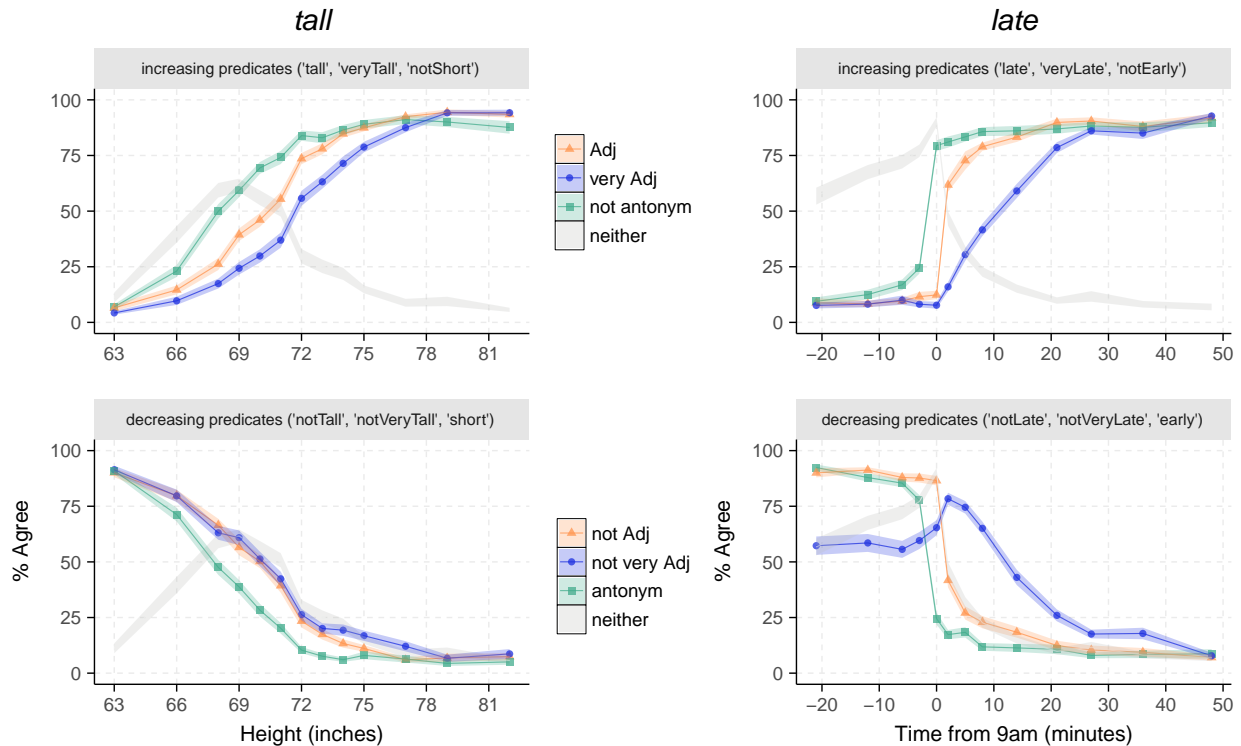 tall
increasing predicates ('tall', 'veryTall', 'notShort')
100
75
50
25
0
63 66 69 72 75 78 81
Adj
very Adj
not antonym
neither
late
increasing predicates ('late', 'veryLate', 'notEarly')
100
75
50
25
0
−20 −10 0 10 20 30 40 50
decreasing predicates ('notTall', 'notVeryTall', 'short')
% Agree
100
75
50
25
0
63 66 69 72 75 78 81
Height (inches)
not Adj
not very Adj
antonym
neither
decreasing predicates ('notLate', 'notVeryLate', 'early')
% Agree
100
75
50
25
0
−20 −10 0 10 20 30 40 50
Time from 9am (minutes)